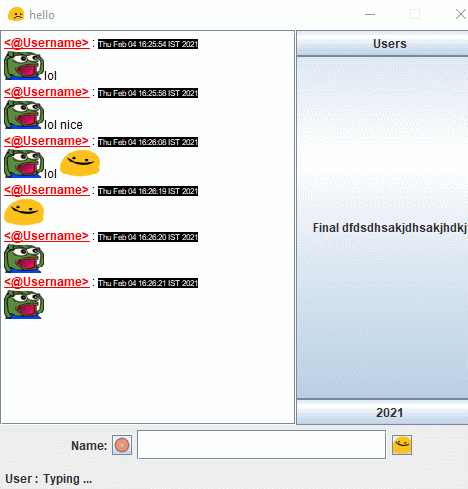 hello
<@Username> : Thu Feb 04 16:25:54 IST 2021
lol
<@Username> : Thu Feb 04 16:25:58 IST 2021
lol nice
<@Username> : Thu Feb 04 16:26:08 IST 2021
lol
<@Username> : Thu Feb 04 16:26:19 IST 2021
<@Username> : Thu Feb 04 16:26:20 IST 2021
<@Username> : Thu Feb 04 16:26:21 IST 2021
Users
Final dfdsdhsakjdhsakjhdkj
2021
Name:
User : Typing ...